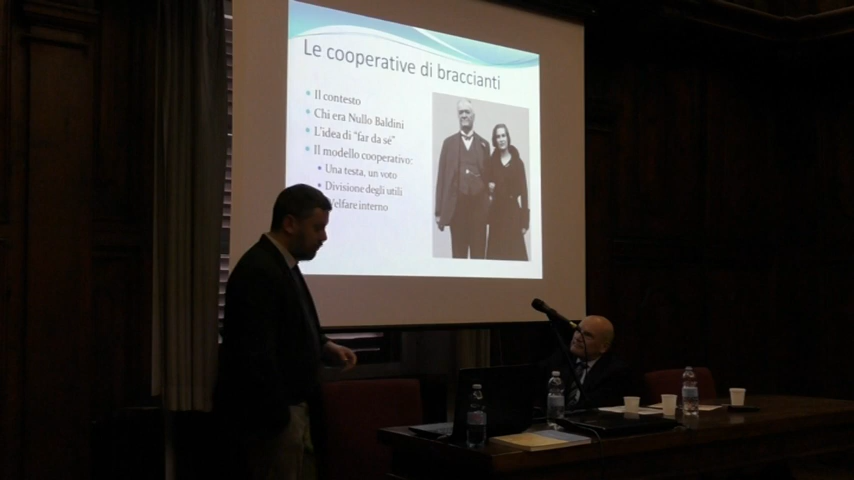 Le cooperative di braccianti
Il contesto
Chi era Nullo Baldini
L'idea di "far da sé"
Il modello cooperativo:
Una testa, un voto
Divisione degli utili
Welfare interno